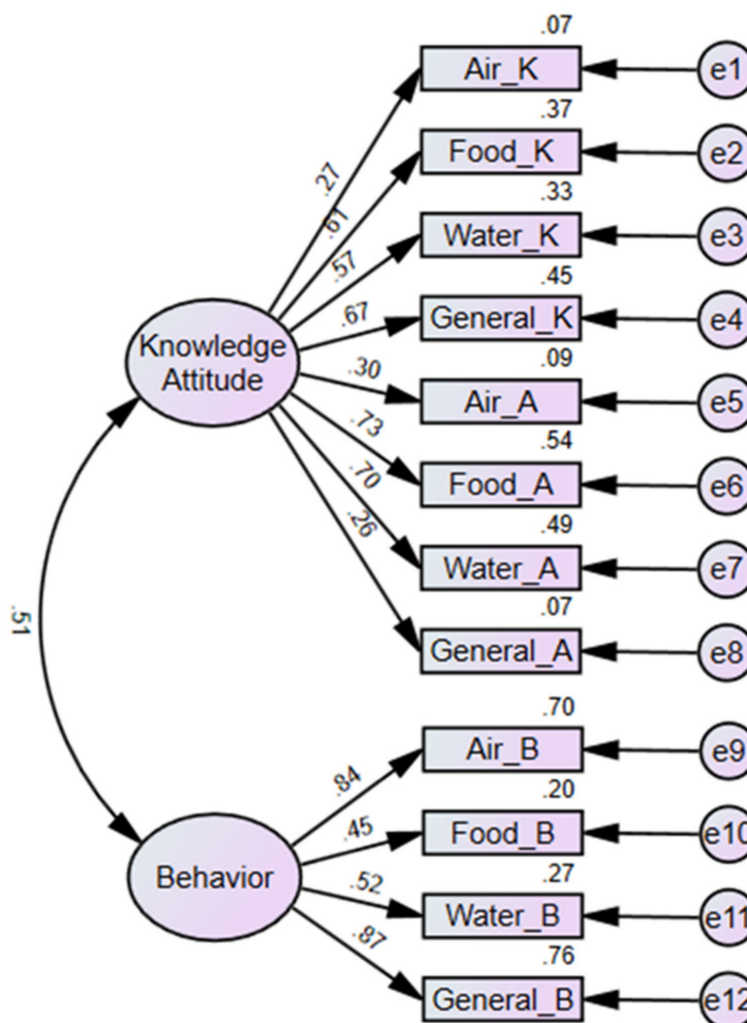 .07
Air_K
e1
.27
.37
Food_K
e2
.61
.33
Water_K
e3
.57
.45
General_K
e4
.67
Knowledge
Attitude
.09
Air_A
e5
.30
.54
Food_A
e6
.73
.49
Water_A
e7
.70
.07
General_A
e8
.26
.51
.70
Air_B
e9
.84
.20
Food_B
e10
.45
Behavior
.27
Water_B
e11
.52
.76
General_B
e12
.87